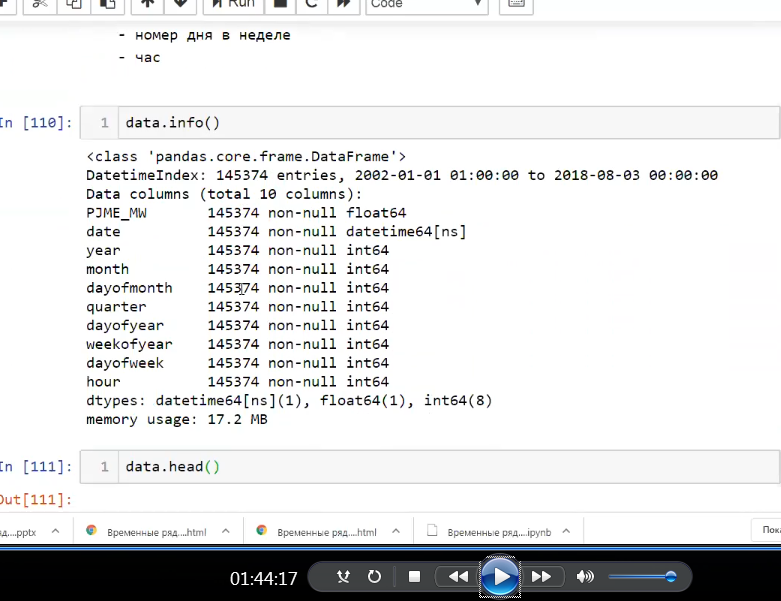 Run
Code
- номер дня в неделе
- час
In [110]:
1 data.info()
<class 'pandas.core.frame.DataFrame'>
DatetimeIndex: 145374 entries, 2002-01-01 01:00:00 to 2018-08-03 00:00:00
Data columns (total 10 columns):
PJME_MW 145374 non-null float64
date 145374 non-null datetime64[ns]
year 145374 non-null int64
month 145374 non-null int64
dayofmonth 145374 non-null int64
quarter 145374 non-null int64
dayofyear 145374 non-null int64
weekofyear 145374 non-null int64
dayofweek 145374 non-null int64
hour 145374 non-null int64
dtypes: datetime64[ns](1), float64(1), int64(8)
memory usage: 17.2 MB
In [111]:
1 data.head()
Out[111]:
яд....pptx Временные ряд....html Временные ряд....html Временные ряд....ipynb Пока
01:44:17